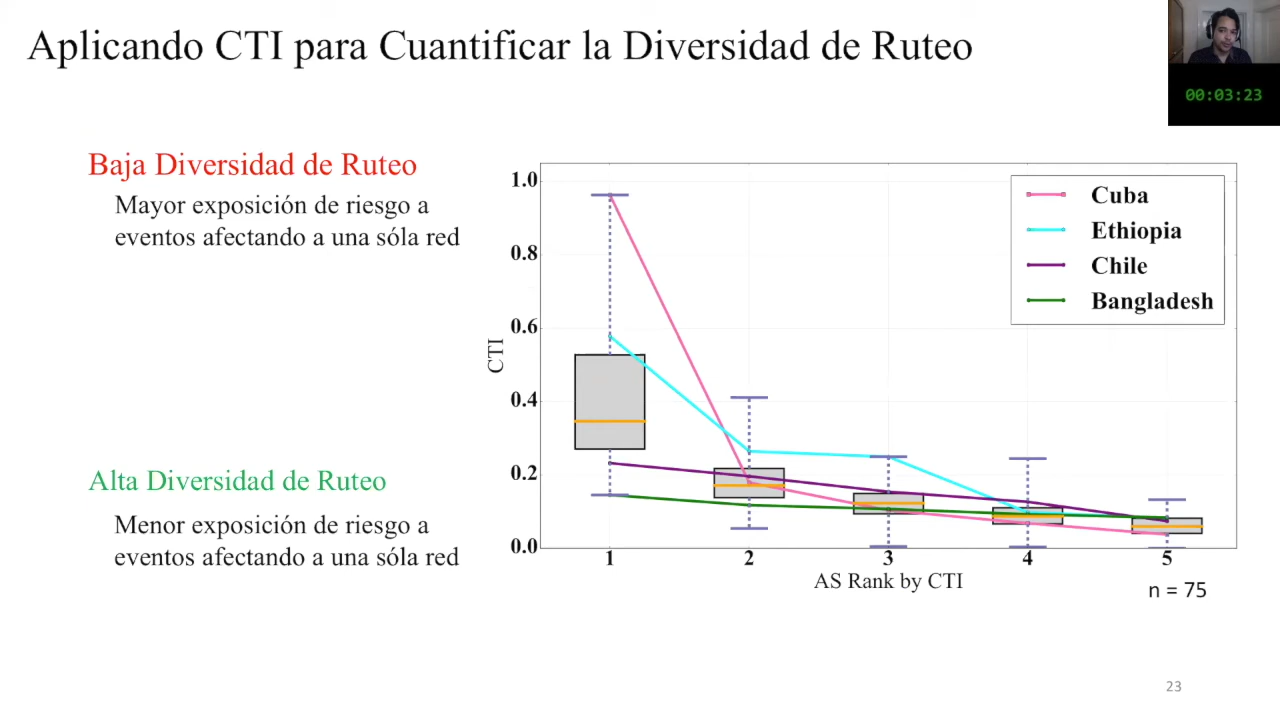 Aplicando CTI para Cuantificar la Diversidad de Ruteo
00:03:23
Baja Diversidad de Ruteo
Mayor exposición de riesgo a
eventos afectando a una sóla red
Alta Diversidad de Ruteo
Menor exposición de riesgo a
eventos afectando a una sóla red
1.0
0.8
0.6
0.4
0.2
0.0
CTI
Cuba
Ethiopia
Chile
Bangladesh
1 2 3 4 5
AS Rank by CTI
n = 75
23